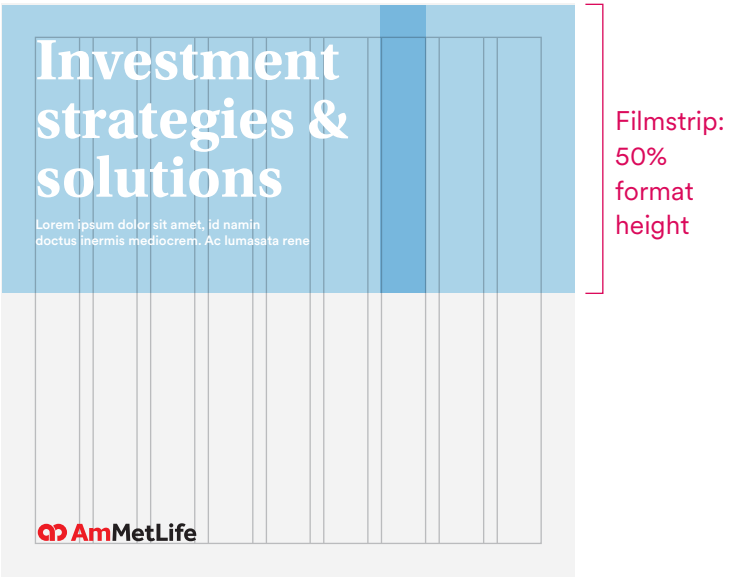 Investment
strategies &
solutions
Lorem ipsum dolor sit amet, id namin
doctus inermis mediocrem. Ac lumasata rene
Filmstrip:
50%
format
height
AmMetLife